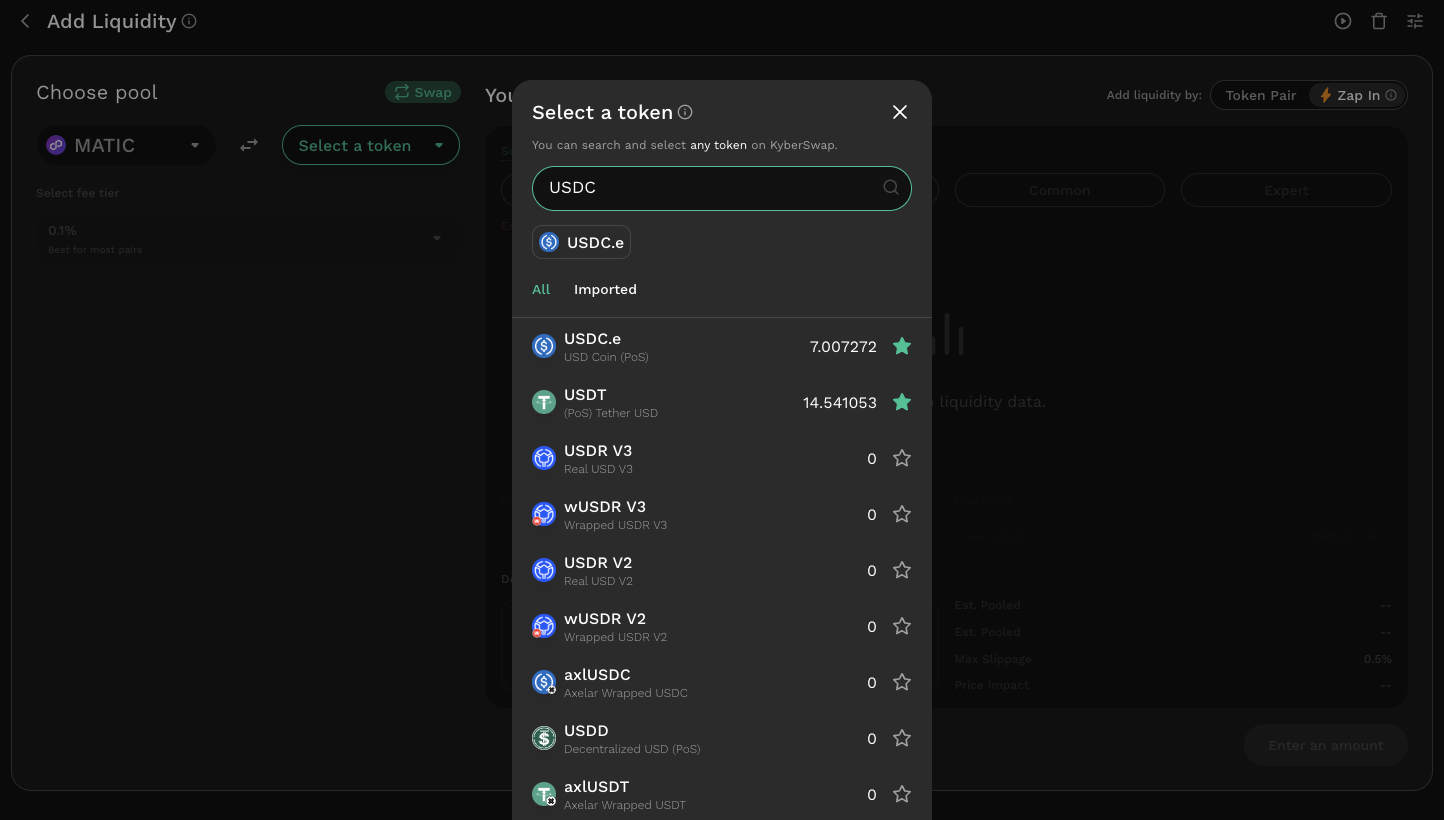 Add Liquidity
Choose pool
Swap
MATIC
Select a token
Select fee tier
0.1%
Best for most pairs
You
Add liquidity by:
Token Pair
Zap In
Common
Expert
liquidity data.
Est. Pooled
--
Est. Pooled
--
Max Slippage
0.5%
Price Impact
--
Enter an amount
Select a token
You can search and select any token on KyberSwap.
USDC
USDC.e
All
Imported
USDC.e
USD Coin (PoS)
7.007272
USDT
(PoS) Tether USD
14.541053
USDR V3
Real USD V3
0
wUSDR V3
Wrapped USDR V3
0
USDR V2
Real USD V2
0
wUSDR V2
Wrapped USDR V2
0
axlUSDC
Axelar Wrapped USDC
0
USDD
Decentralized USD (PoS)
0
axlUSDT
Axelar Wrapped USDT
0